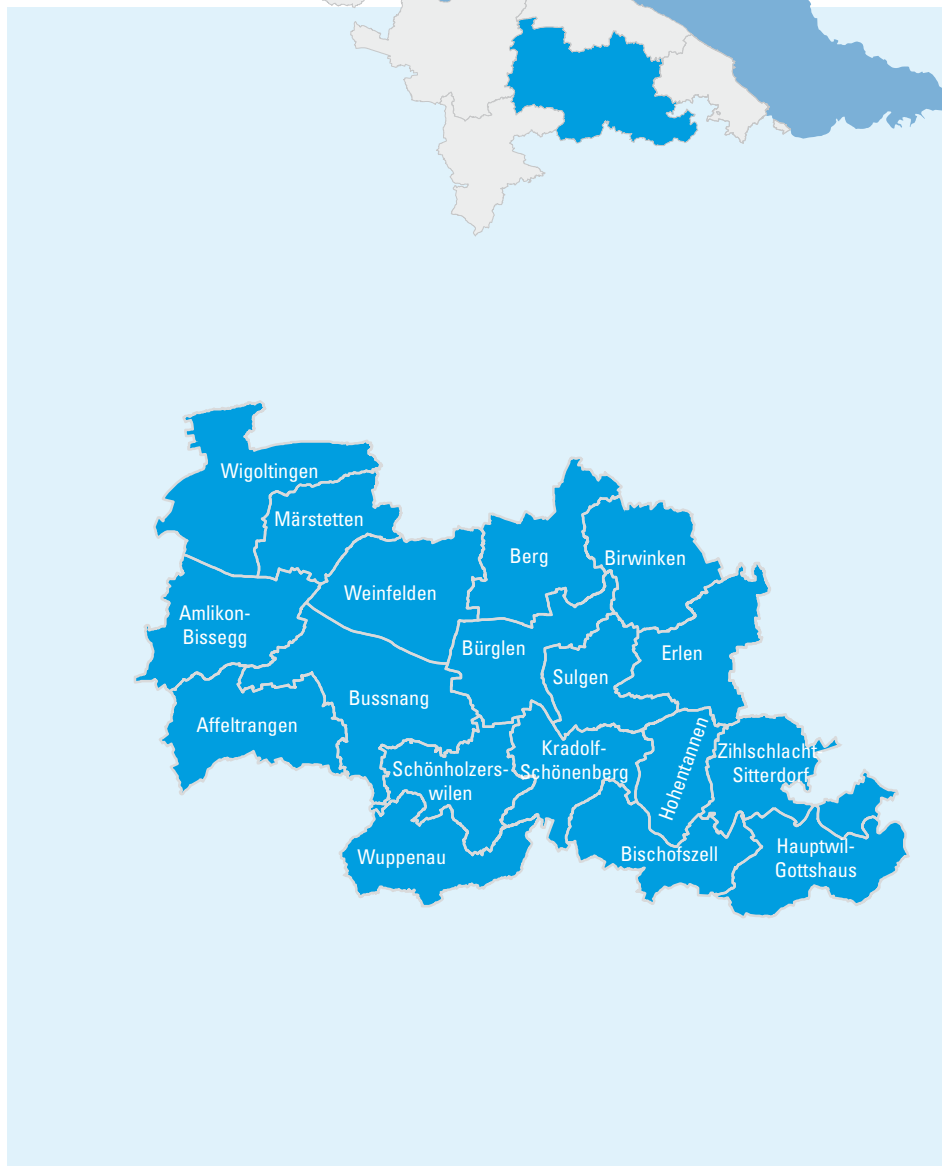 Wigoltingen
Märstetten
Berg
Birwinken
Weinfelden
Amlikon-
Bissegg
Bürglen
Erlen
Sulgen
Bussnang
Affeltrangen
Kradolf-
Schönenberg
Hohentannen
Zihlschlacht
Sitterdorf
Schönholzers-
wilen
Wuppenau
Bischofszell
Hauptwil-
Gottshaus